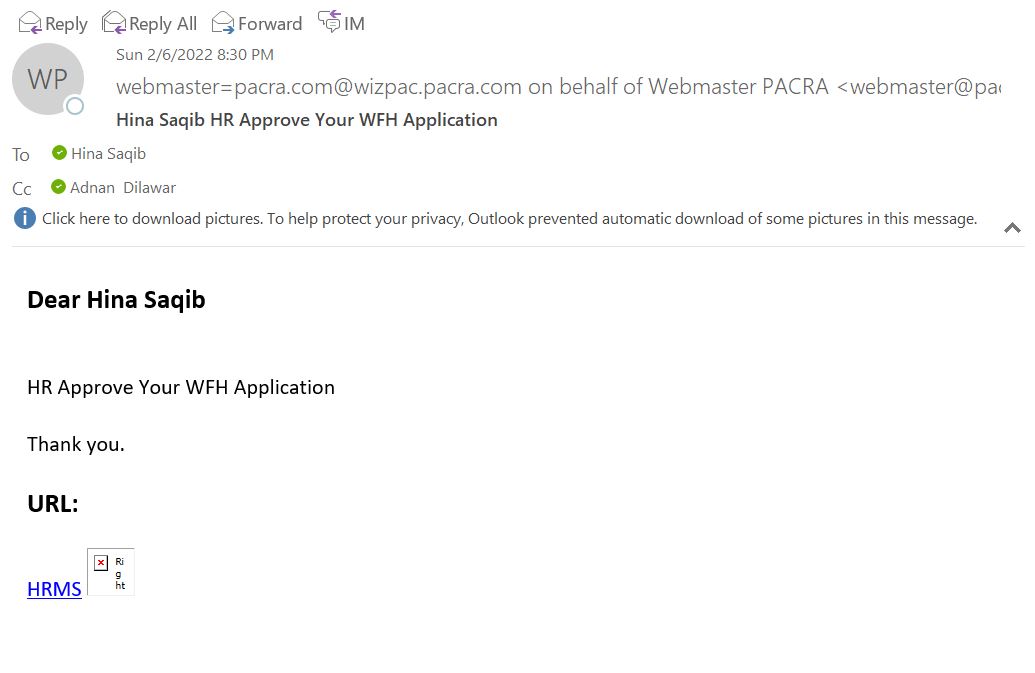 Reply Reply All Forward IM
Sun 2/6/2022 8:30 PM
WP
webmaster=pacra.com@wizpac.pacra.com on behalf of Webmaster PACRA <webmaster@pac
Hina Saqib HR Approve Your WFH Application
To Hina Saqib
Cc Adnan Dilawar
Click here to download pictures. To help protect your privacy, Outlook prevented automatic download of some pictures in this message.
Dear Hina Saqib
HR Approve Your WFH Application
Thank you.
URL:
Ri
g
ht
HRMS